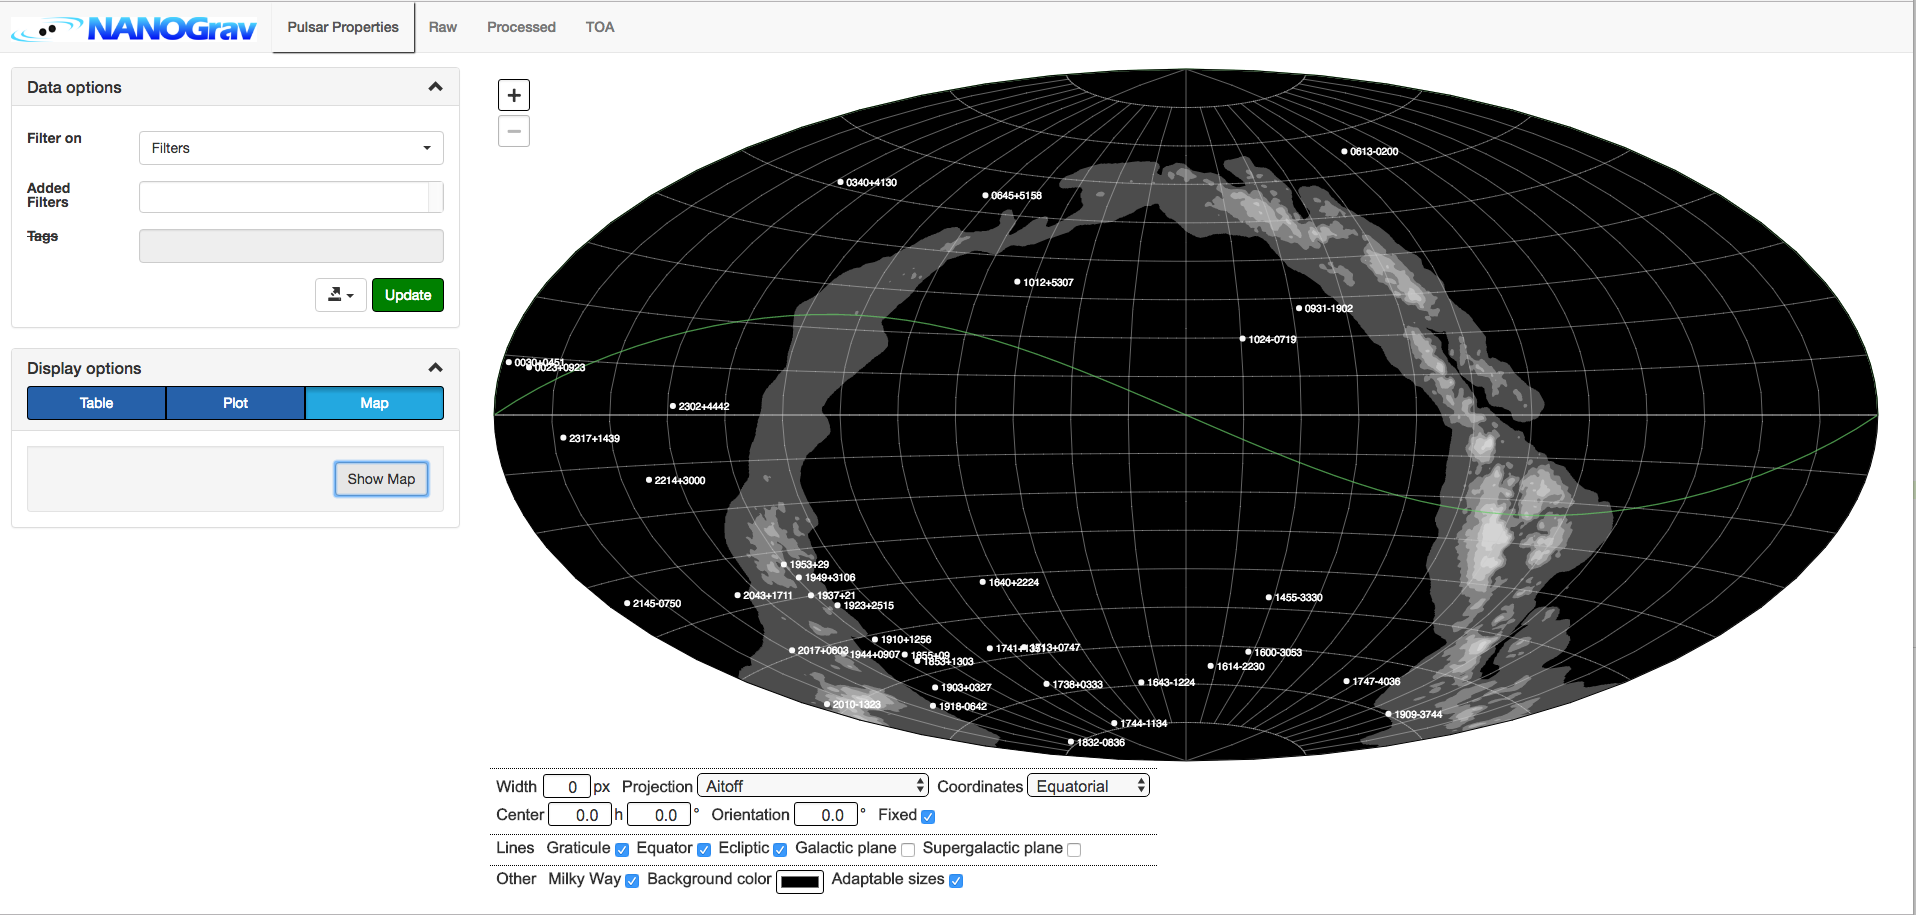 NANOGrav Pulsar Properties Raw Processed TOA
Data options
Filter on
Filters
Added
Filters
Tags
Update
Display options
Table Plot Map
Show Map
+
−
0613-0200
0340+4130
0645+5158
1012+5307
0931-1902
1024-0719
0030+0451
0023+0923
2302+4442
2317+1439
2214+3000
1953+29
1949+3106
1640+2224
2043+1711
1937+21
1455-3330
2145-0750
1923+2515
1910+1256
1741+1351
1713+0747
2017+0603
1944+0907
1855+09
1600-3053
1853+1303
1614-2230
1747-4036
1643-1224
1738+0333
1903+0327
2010-1323
1918-0642
1909-3744
1744-1134
1832-0836
Width 0 px Projection Aitoff Coordinates Equatorial
Center 0.0 h 0.0 ° Orientation 0.0 ° Fixed
Lines Graticule Equator Ecliptic Galactic plane Supergalactic plane
Other Milky Way Background color Adaptable sizes